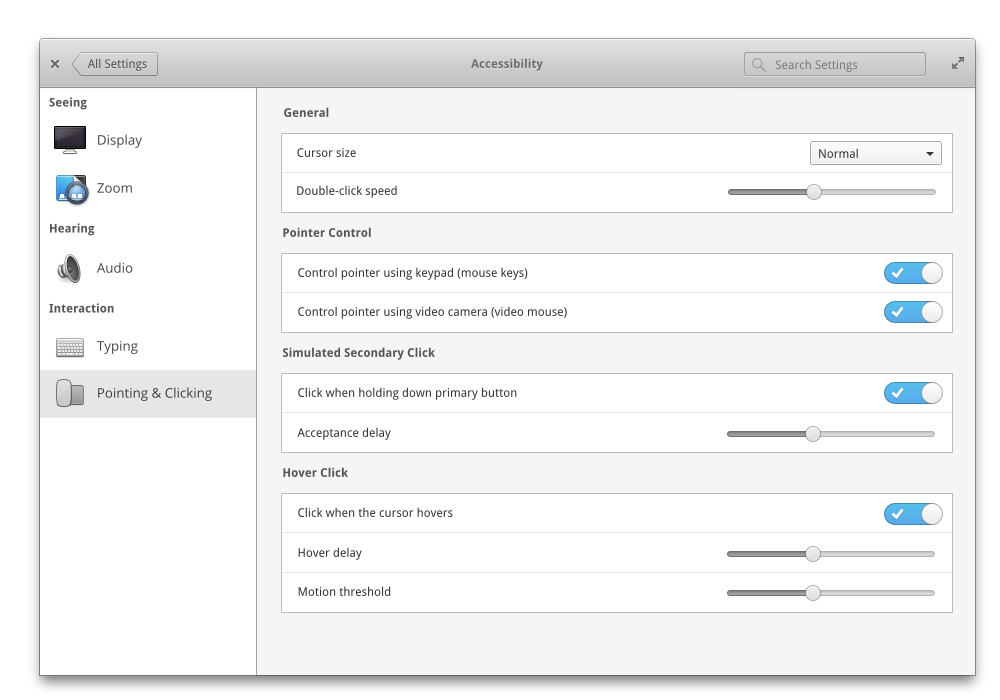 All Settings
Accessibility
Search Settings
Seeing
Display
Zoom
Hearing
Audio
Interaction
Typing
Pointing & Clicking
General
Cursor size
Normal
Double-click speed
Pointer Control
Control pointer using keypad (mouse keys)
Control pointer using video camera (video mouse)
Simulated Secondary Click
Click when holding down primary button
Acceptance delay
Hover Click
Click when the cursor hovers
Hover delay
Motion threshold